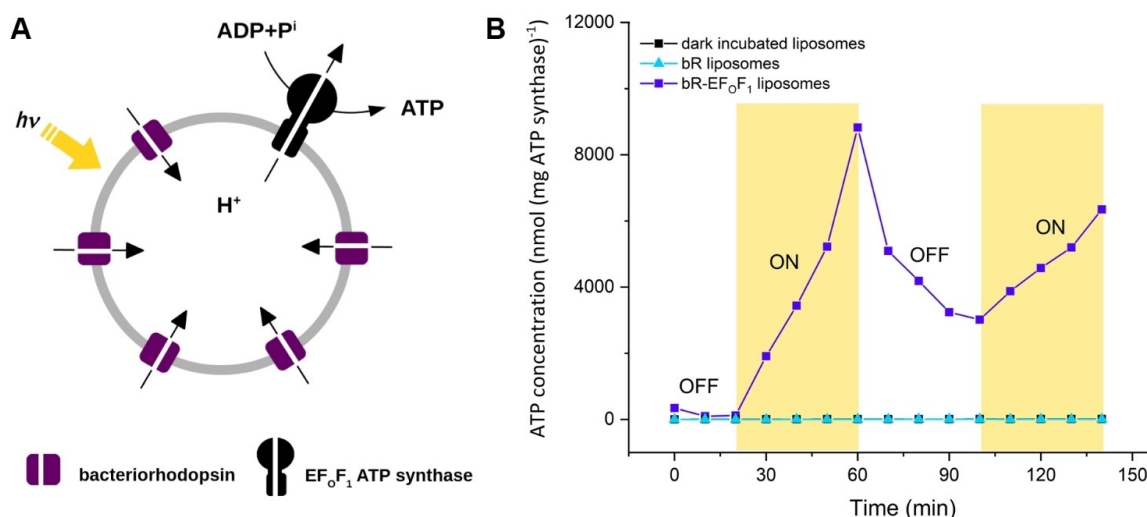 A
hν
ADP+Pⁱ
ATP
H⁺
bacteriorhodopsin
EFₒF₁ ATP synthase
B
ATP concentration (nmol (mg ATP synthase)⁻¹
12000
8000
4000
0
dark incubated liposomes
bR liposomes
bR-EFₒF₁ liposomes
OFF
ON
OFF
ON
0
30
60
90
120
150
Time (min)